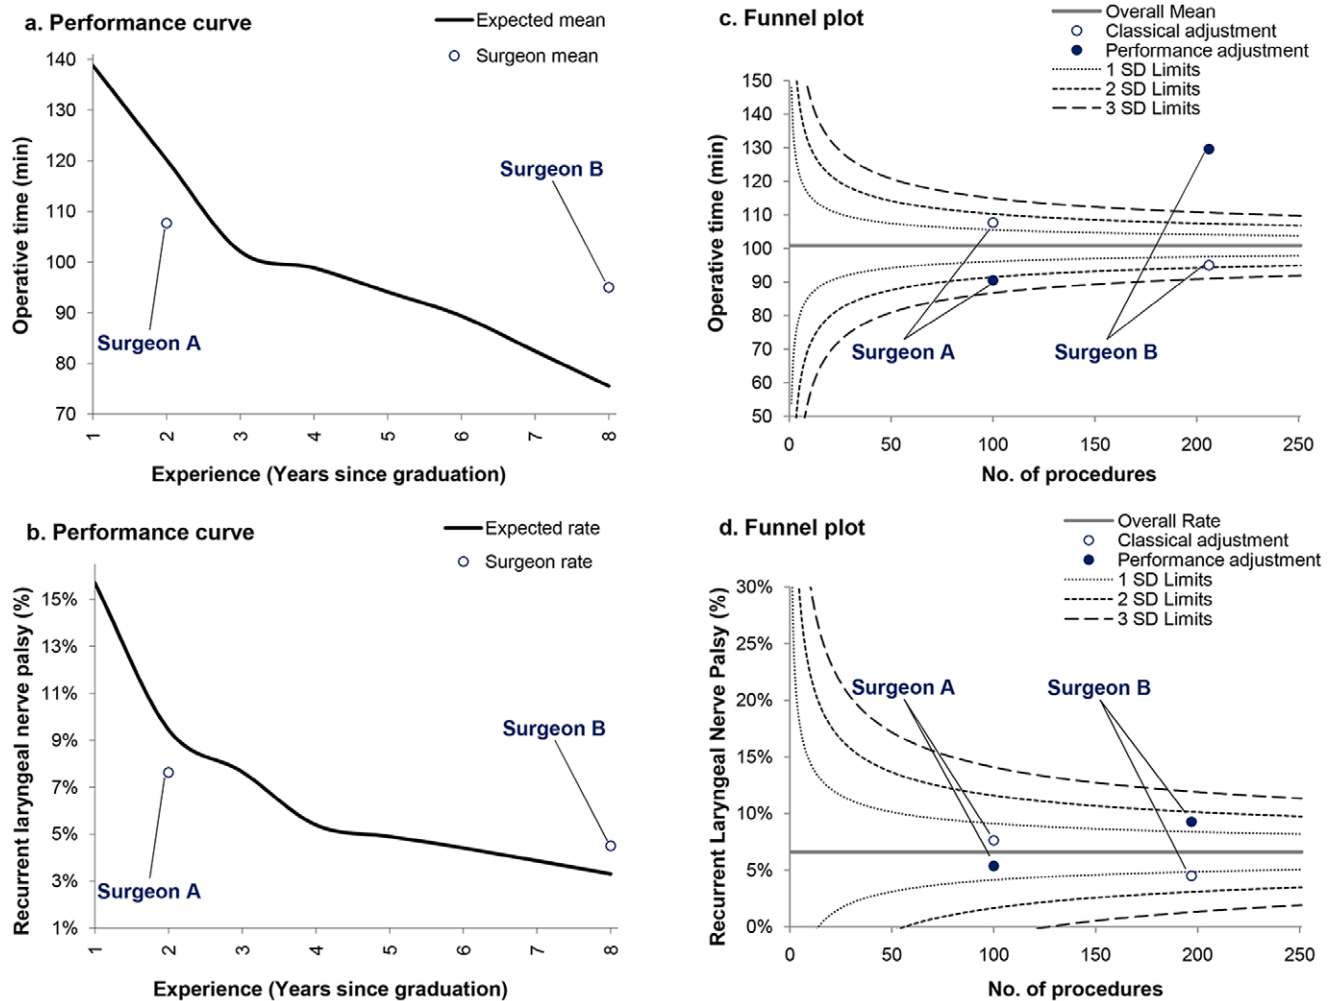 a. Performance curve
Expected mean
Surgeon mean
140
130
120
110
100
90
80
70
Operative time (min)
Surgeon A
Surgeon B
1 2 3 4 5 6 7 8
Experience (Years since graduation)
c. Funnel plot
Overall Mean
Classical adjustment
Performance adjustment
1 SD Limits
2 SD Limits
3 SD Limits
150
140
130
120
110
100
90
80
70
60
50
Operative time (min)
Surgeon A
Surgeon B
0 50 100 150 200 250
No. of procedures
b. Performance curve
Expected rate
Surgeon rate
15%
13%
11%
9%
7%
5%
3%
1%
Recurrent laryngeal nerve palsy (%)
Surgeon B
Surgeon A
1 2 3 4 5 6 7 8
Experience (Years since graduation)
d. Funnel plot
Overall Rate
Classical adjustment
Performance adjustment
1 SD Limits
2 SD Limits
3 SD Limits
30%
25%
20%
15%
10%
5%
0%
Recurrent Laryngeal Nerve Palsy (%)
Surgeon A
Surgeon B
0 50 100 150 200 250
No. of procedures